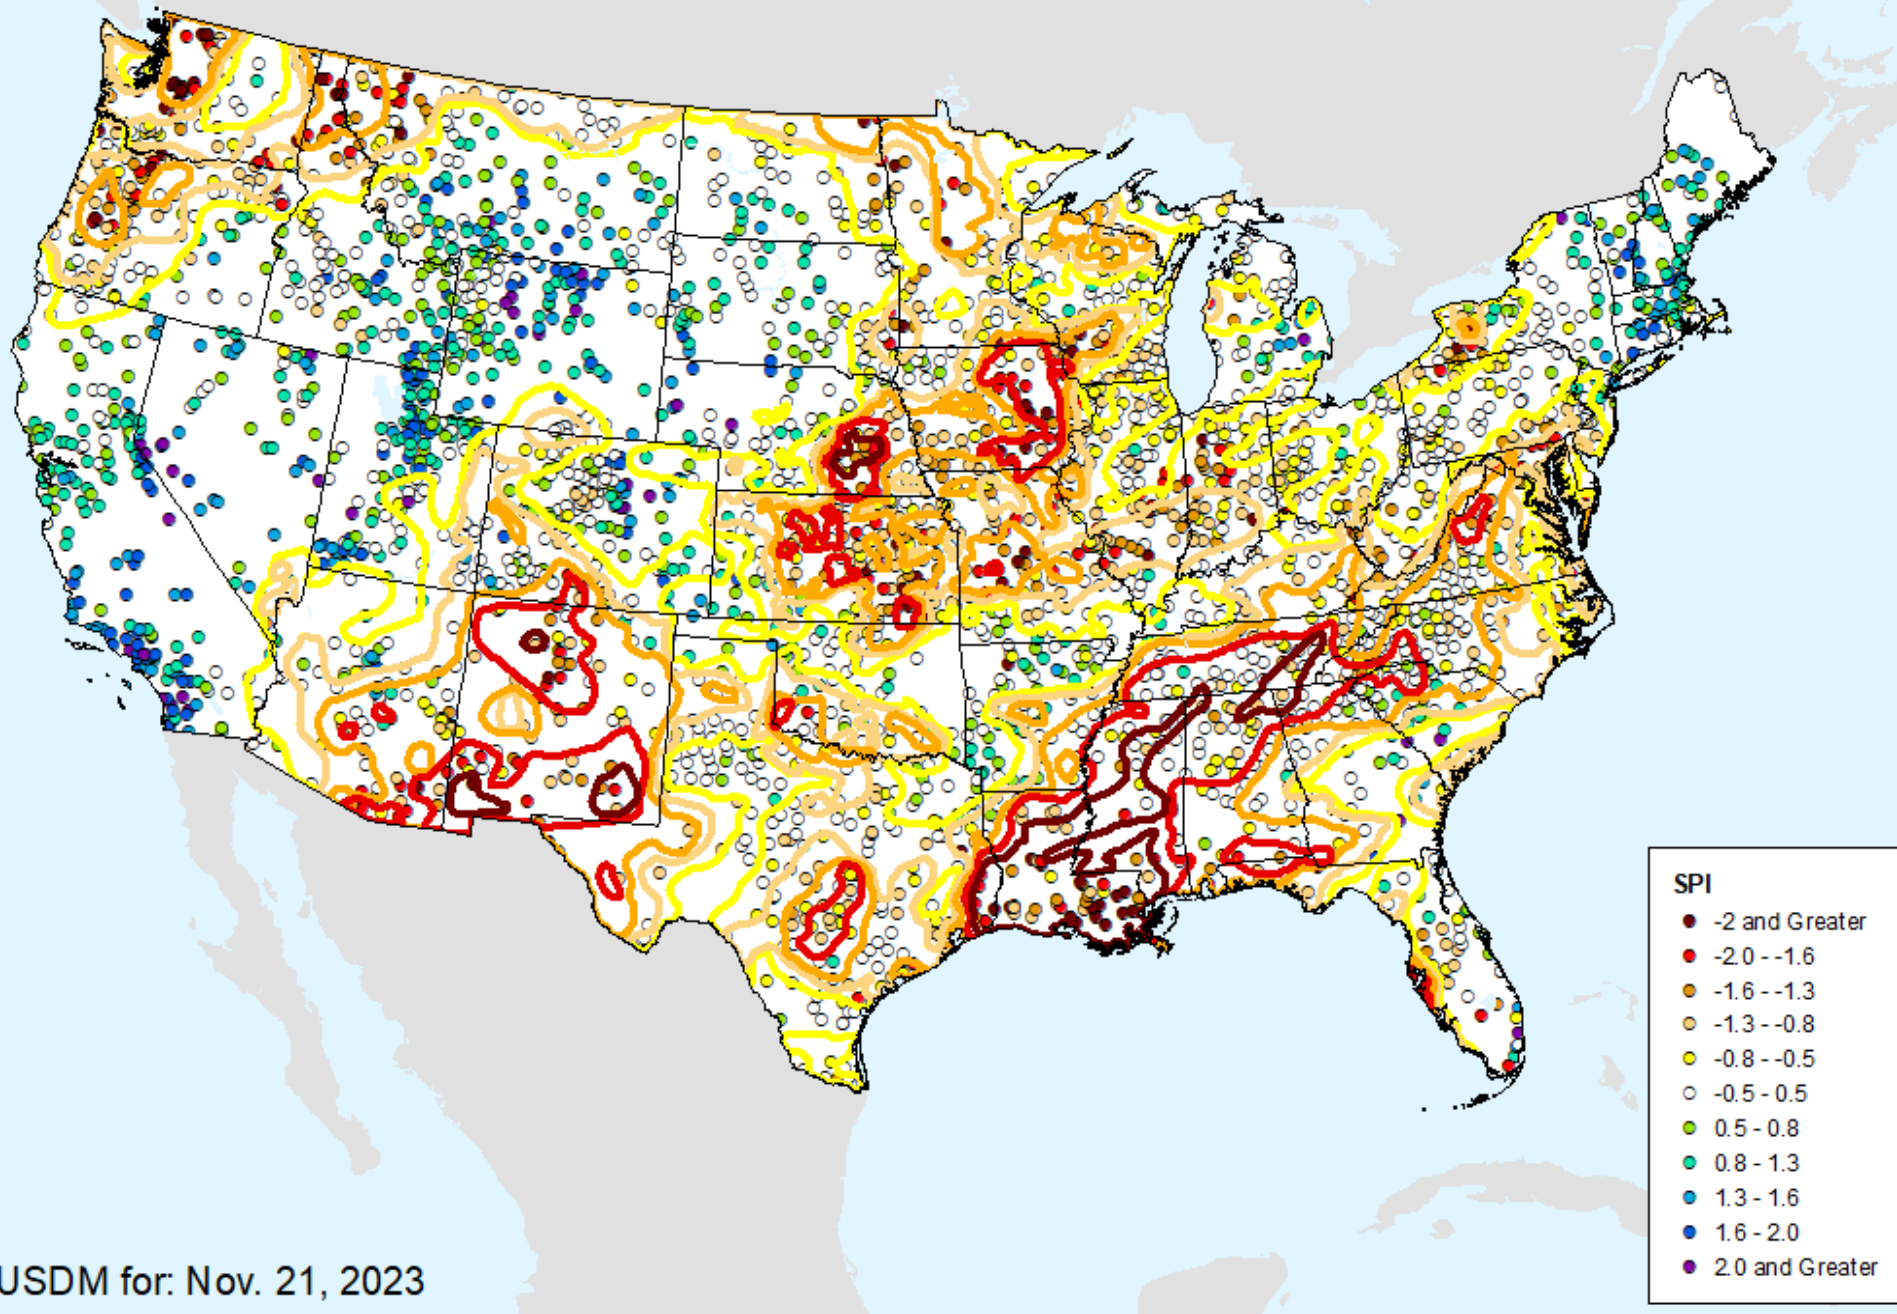 SPI
-2 and Greater
-2.0 - -1.6
-1.6 - -1.3
-1.3 - -0.8
-0.8 - -0.5
-0.5 - 0.5
0.5 - 0.8
0.8 - 1.3
1.3 - 1.6
1.6 - 2.0
2.0 and Greater
USDM for: Nov. 21, 2023